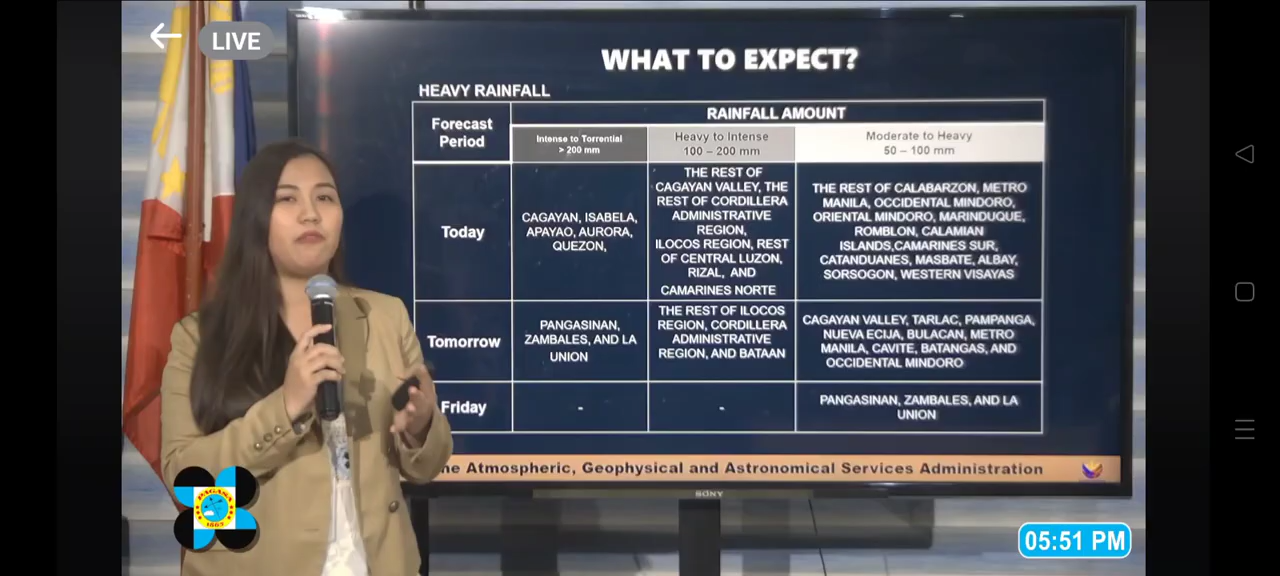 LIVE
WHAT TO EXPECT?
HEAVY RAINFALL
Forecast
Period
RAINFALL AMOUNT
Intense to Torrential
> 200 mm
Heavy to Intense
100 – 200 mm
Moderate to Heavy
50 – 100 mm
Today
CAGAYAN, ISABELA,
APAYAO, AURORA,
QUEZON,
THE REST OF
CAGAYAN VALLEY, THE
REST OF CORDILLERA
ADMINISTRATIVE
REGION,
ILOCOS REGION, REST
OF CENTRAL LUZON,
RIZAL, AND
CAMARINES NORTE
THE REST OF CALABARZON, METRO
MANILA, OCCIDENTAL MINDORO,
ORIENTAL MINDORO, MARINDUQUE,
ROMBLON, CALAMIAN
ISLANDS,CAMARINES SUR,
CATANDUANES, MASBATE, ALBAY,
SORSOGON, WESTERN VISAYAS
Tomorrow
PANGASINAN,
ZAMBALES, AND LA
UNION
THE REST OF ILOCOS
REGION, CORDILLERA
ADMINISTRATIVE
REGION, AND BATAAN
CAGAYAN VALLEY, TARLAC, PAMPANGA,
NUEVA ECIJA, BULACAN, METRO
MANILA, CAVITE, BATANGAS, AND
OCCIDENTAL MINDORO
Friday
-
-
PANGASINAN, ZAMBALES, AND LA
UNION
ne Atmospheric, Geophysical and Astronomical Services Administration
SONY
PAGASA
1865
05:51 PM